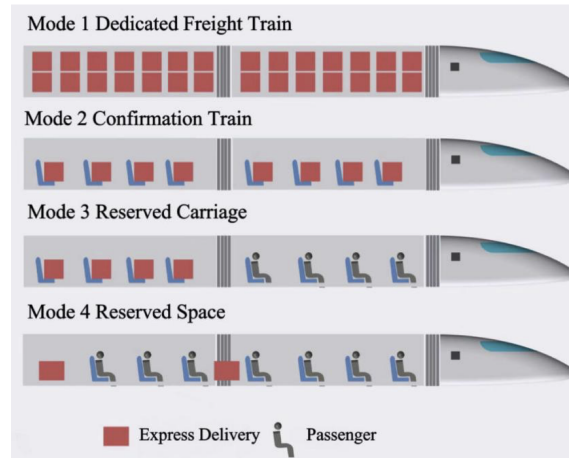 Mode 1 Dedicated Freight Train
Mode 2 Confirmation Train
Mode 3 Reserved Carriage
Mode 4 Reserved Space
Express Delivery
Passenger